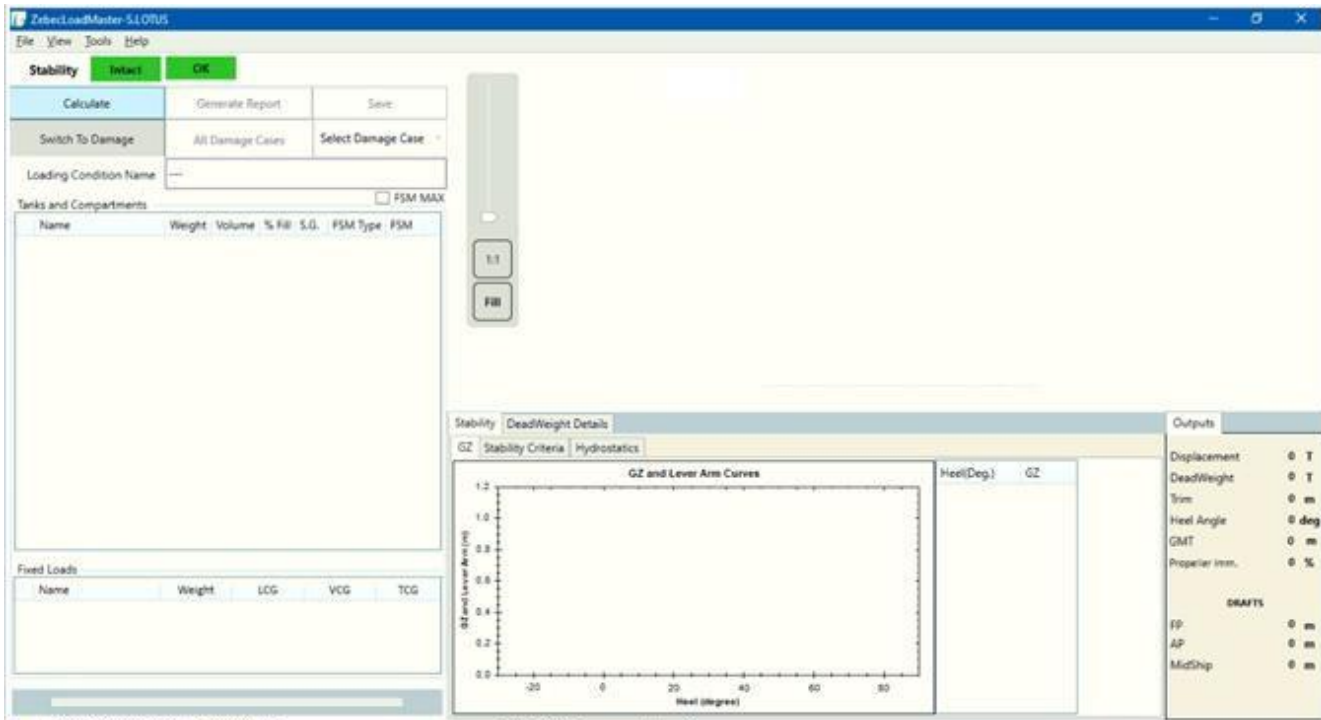 ZebecLoadMaster-S.LOTUS
File View Tools Help
Stability Intact OK
Calculate Generate Report Save
Switch To Damage All Damage Cases Select Damage Case
Loading Condition Name ---
FSM MAX
Tanks and Compartments
Name Weight Volume % Fill S.G. FSM Type FSM
1:1
Fill
Fixed Loads
Name Weight LCG VCG TCG
Stability DeadWeight Details
GZ Stability Criteria Hydrostatics
GZ and Lever Arm Curves
GZ and Lever Arm (m)
1.2
1.0
0.8
0.6
0.4
0.2
0.0
-20 0 20 40 60 80
Heel (degree)
Heel(Deg.) GZ
Outputs
Displacement 0 T
DeadWeight 0 T
Trim 0 m
Heel Angle 0 deg
GMT 0 m
Propeller Imm. 0 %
DRAFTS
FP 0 m
AP 0 m
MidShip 0 m